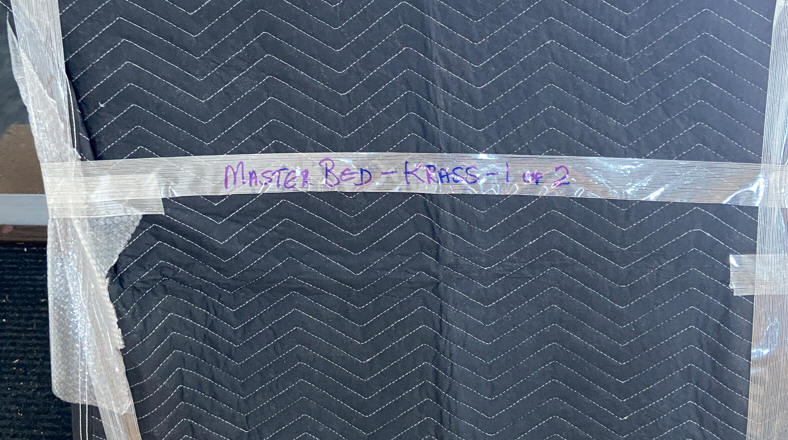 MASTER BED - KRASS - 1 OF 2